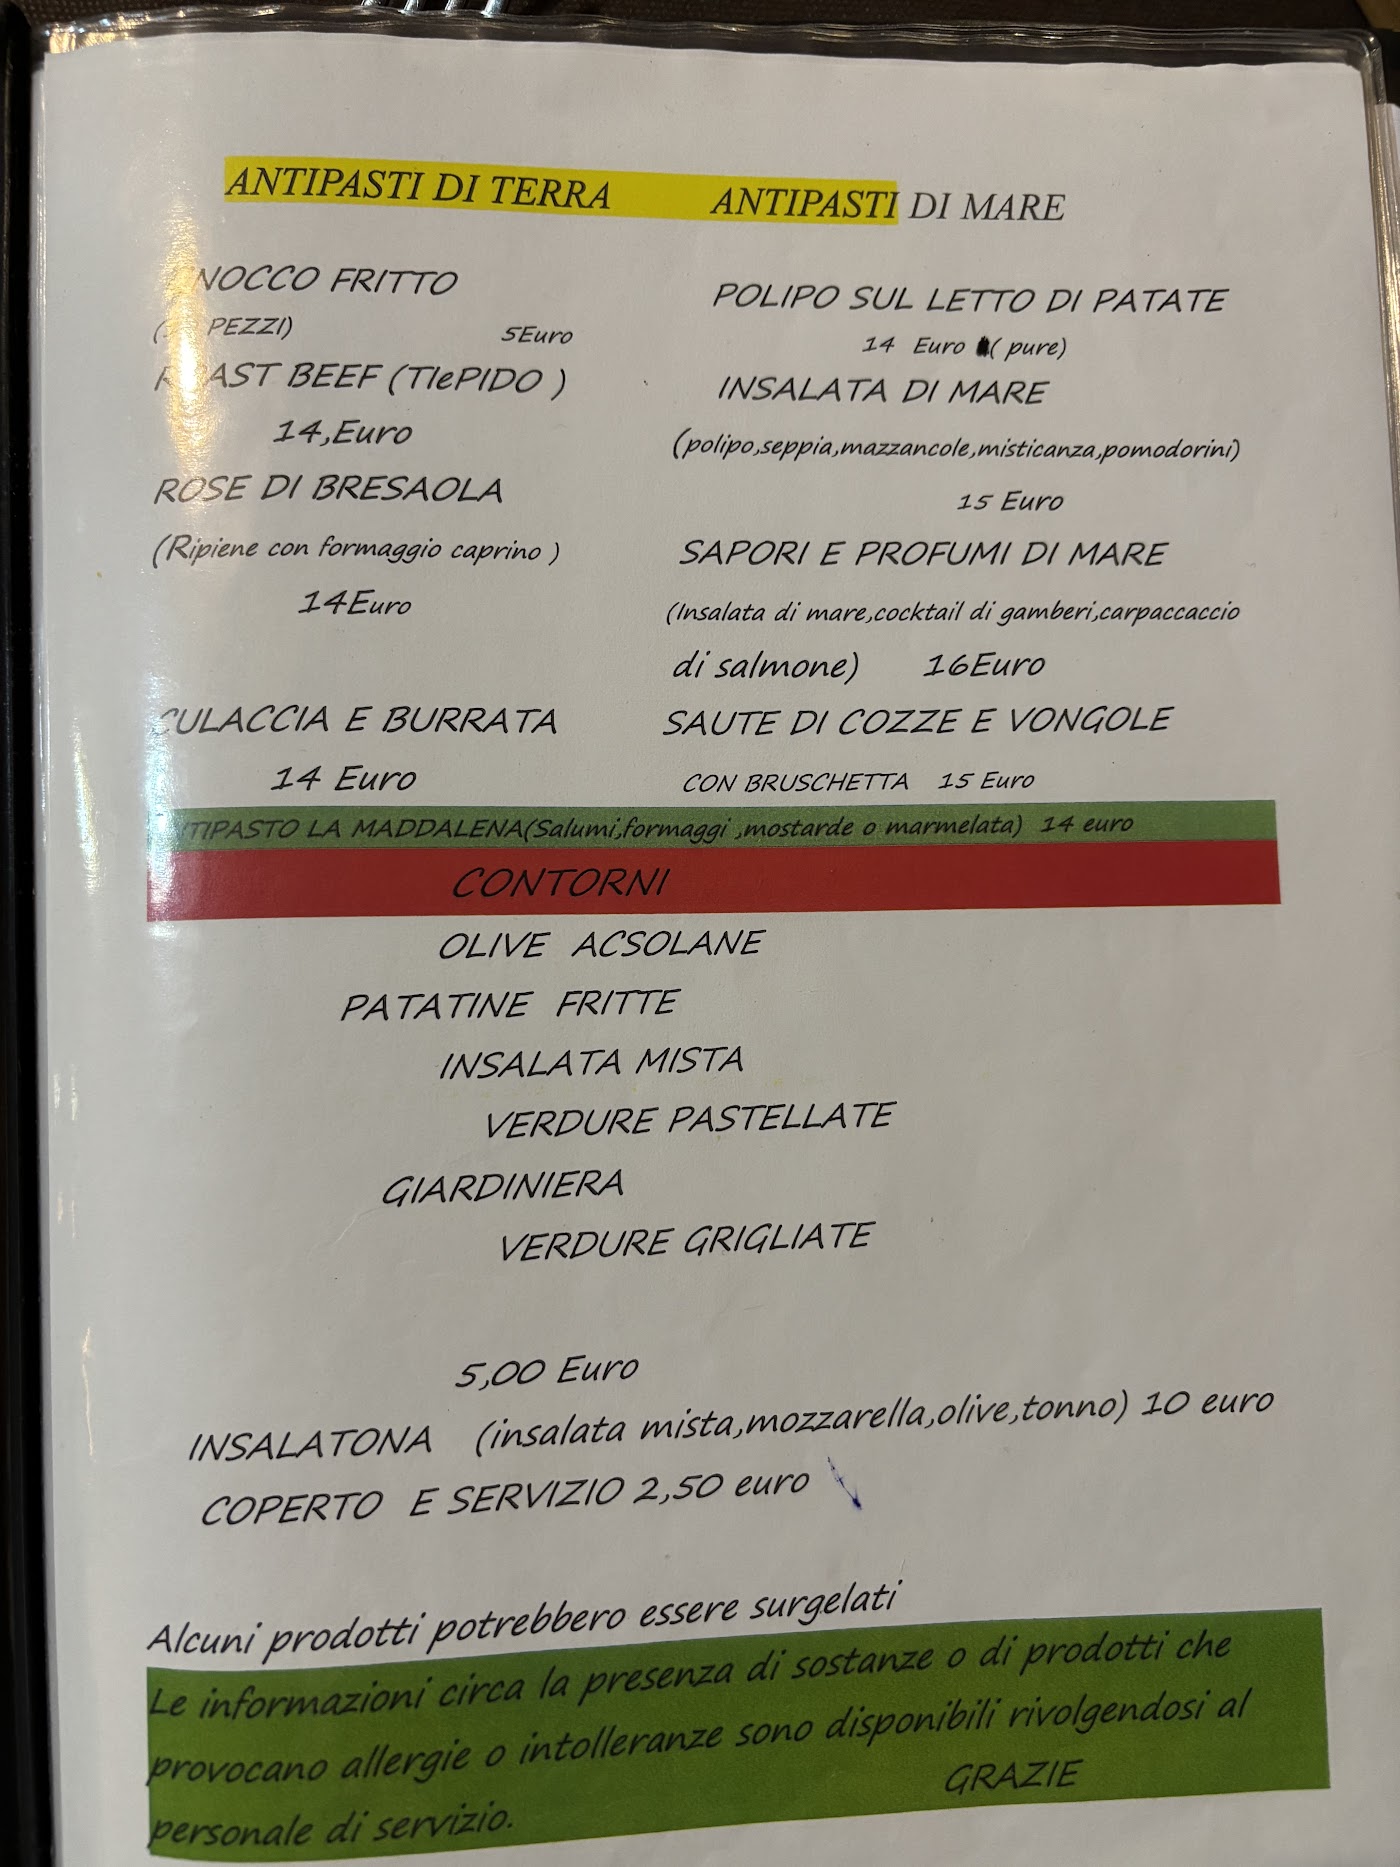 ANTIPASTI DI TERRA ANTIPASTI DI MARE
NOCCO FRITTO
PEZZI) 5Euro
AST BEEF (TIePIDO )
14,Euro
ROSE DI BRESAOLA
(Ripiene con formaggio caprino )
14Euro
CULACCIA E BURRATA
14 Euro
POLIPO SUL LETTO DI PATATE
14 Euro ( pure)
INSALATA DI MARE
(polipo,seppia,mazzancole,misticanza,pomodorini)
15 Euro
SAPORI E PROFUMI DI MARE
(Insalata di mare,cocktail di gamberi,carpaccaccio
di salmone) 16Euro
SAUTE DI COZZE E VONGOLE
CON BRUSCHETTA 15 Euro
TIPASTO LA MADDALENA(Salumi,formaggi ,mostarde o marmelata) 14 euro
CONTORNI
OLIVE ACSOLANE
PATATINE FRITTE
INSALATA MISTA
VERDURE PASTELLATE
GIARDINIERA
VERDURE GRIGLIATE
5,00 Euro
INSALATONA (insalata mista,mozzarella,olive,tonno) 10 euro
COPERTO E SERVIZIO 2,50 euro
Alcuni prodotti potrebbero essere surgelati
Le informazioni circa la presenza di sostanze o di prodotti che
provocano allergie o intolleranze sono disponibili rivolgendosi al
personale di servizio. GRAZIE